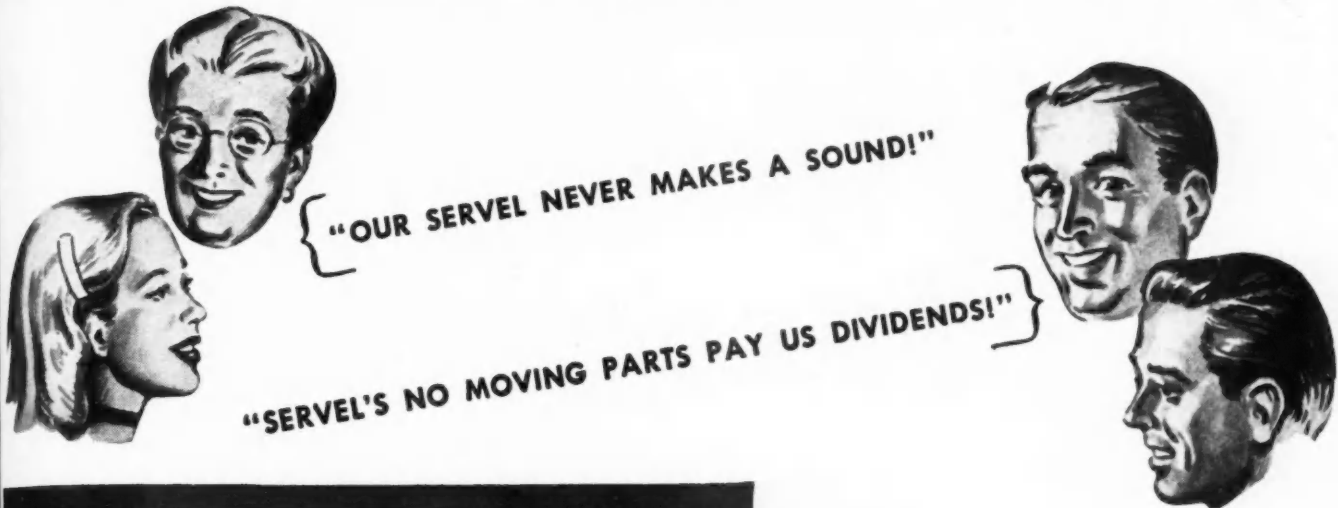 "OUR SERVEL NEVER MAKES A SOUND!"
"SERVEL'S NO MOVING PARTS PAY US DIVIDENDS!"